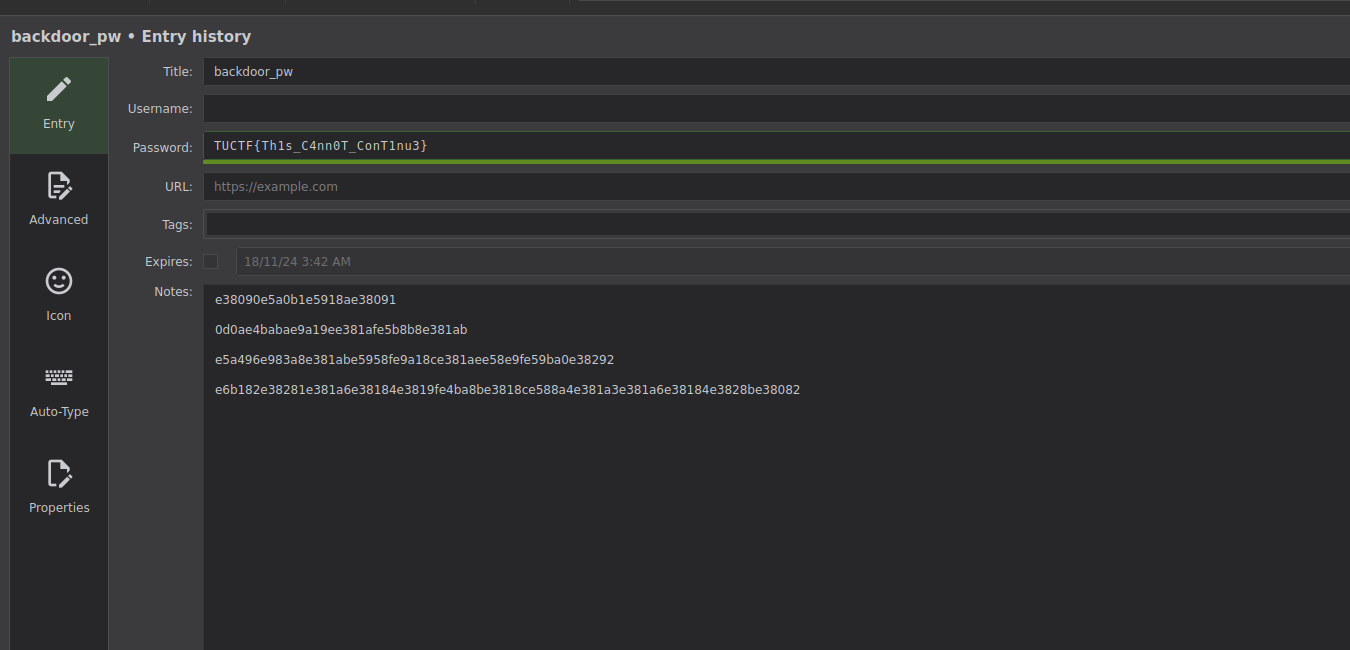 backdoor_pw • Entry history
Entry
Advanced
Icon
Auto-Type
Properties
Title: backdoor_pw
Username:
Password: TUCTF{Th1s_C4nn0T_ConT1nu3}
URL: https://example.com
Tags:
Expires: 18/11/24 3:42 AM
Notes: e38090e5a0b1e5918ae38091
0d0ae4babae9a19ee381afe5b8b8e381ab
e5a496e983a8e381abe5958fe9a18ce381aee58e9fe59ba0e38292
e6b182e38281e381a6e38184e3819fe4ba8be3818ce588a4e381a3e381a6e38184e3828be38082